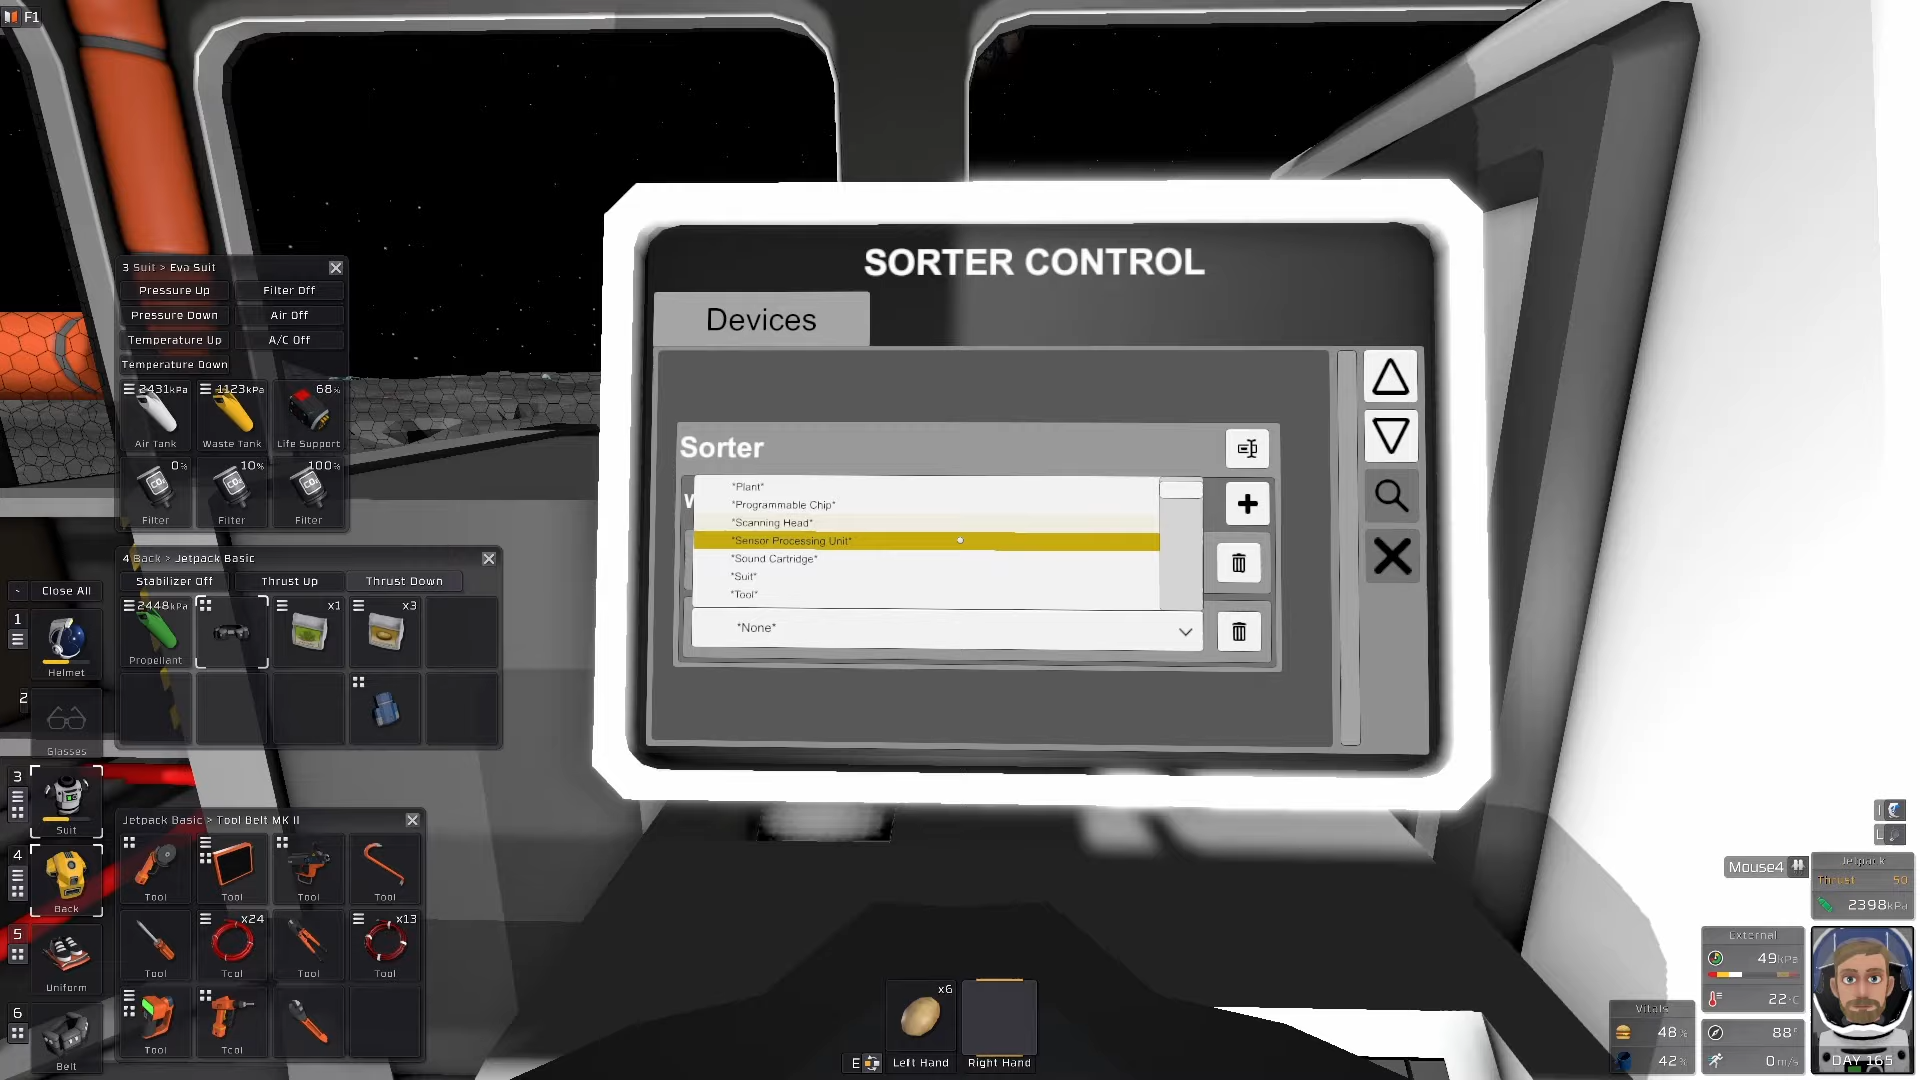 F1
SORTER CONTROL
Devices
Sorter
*Plant*
*Programmable Chip*
*Scanning Head*
*Sensor Processing Unit*
*Sound Cartridge*
*Suit*
*Tool*
*None*
3 Suit > Eva Suit
Pressure Up
Filter Off
Pressure Down
Air Off
Temperature Up
A/C Off
Temperature Down
2431kPa
1123kPa
68%
Air Tank
Waste Tank
Life Support
0%
10%
100%
Filter
Filter
Filter
4 Back > Jetpack Basic
Stabilizer Off
Thrust Up
Thrust Down
2448kPa
x1
x3
Propellant
~
Close All
1
Helmet
2
Glasses
3
Suit
4
Back
5
Uniform
6
Belt
Jetpack Basic > Tool Belt MK II
Tool
Tool
Tool
Tool
x24
x13
Tool
Tool
Tool
Tool
Tool
Tool
Tool
x6
E
Left Hand
Right Hand
Mouse4
Jetpack
Thrust 50
2398kPa
External
49kPa
22°C
88°
0m/s
Vitals
48%
42%
DAY 165